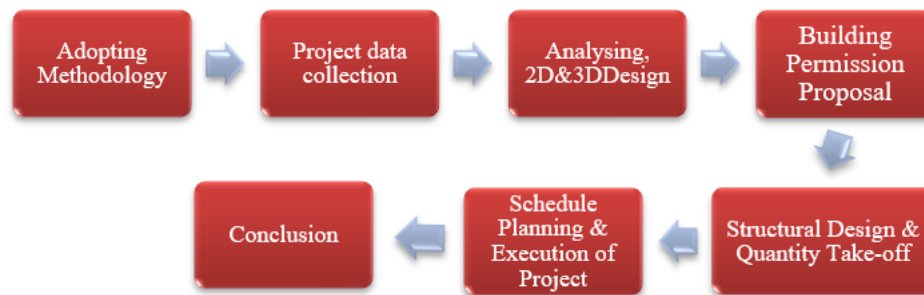 Adopting
Methodology
Project data
collection
Analysing,
2D&3DDesign
Building
Permission
Proposal
Structural Design &
Quantity Take-off
Schedule
Planning &
Execution of
Project
Conclusion